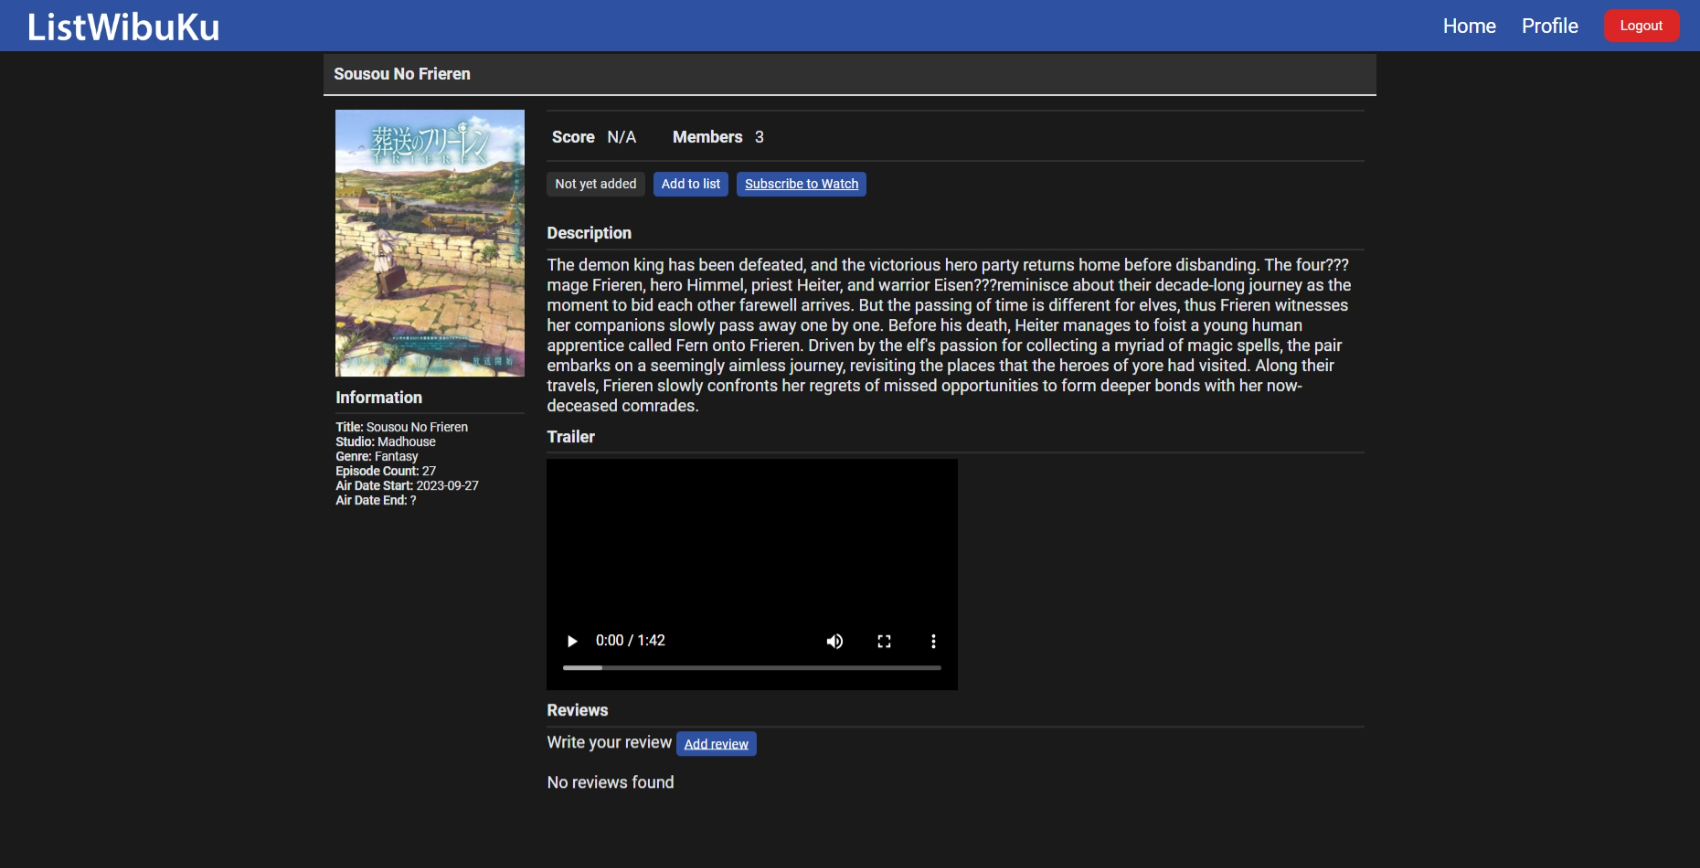 ListWibuKu
Home Profile Logout
Sousou No Frieren
葬送のフリーレン
FRIEREN
Score N/A Members 3
Not yet added Add to list Subscribe to Watch
Description
The demon king has been defeated, and the victorious hero party returns home before disbanding. The four???
mage Frieren, hero Himmel, priest Heiter, and warrior Eisen???reminisce about their decade-long journey as the
moment to bid each other farewell arrives. But the passing of time is different for elves, thus Frieren witnesses
her companions slowly pass away one by one. Before his death, Heiter manages to foist a young human
apprentice called Fern onto Frieren. Driven by the elf's passion for collecting a myriad of magic spells, the pair
embarks on a seemingly aimless journey, revisiting the places that the heroes of yore had visited. Along their
travels, Frieren slowly confronts her regrets of missed opportunities to form deeper bonds with her now-
deceased comrades.
Information
Title: Sousou No Frieren
Studio: Madhouse
Genre: Fantasy
Episode Count: 27
Air Date Start: 2023-09-27
Air Date End: ?
Trailer
0:00 / 1:42
Reviews
Write your review Add review
No reviews found